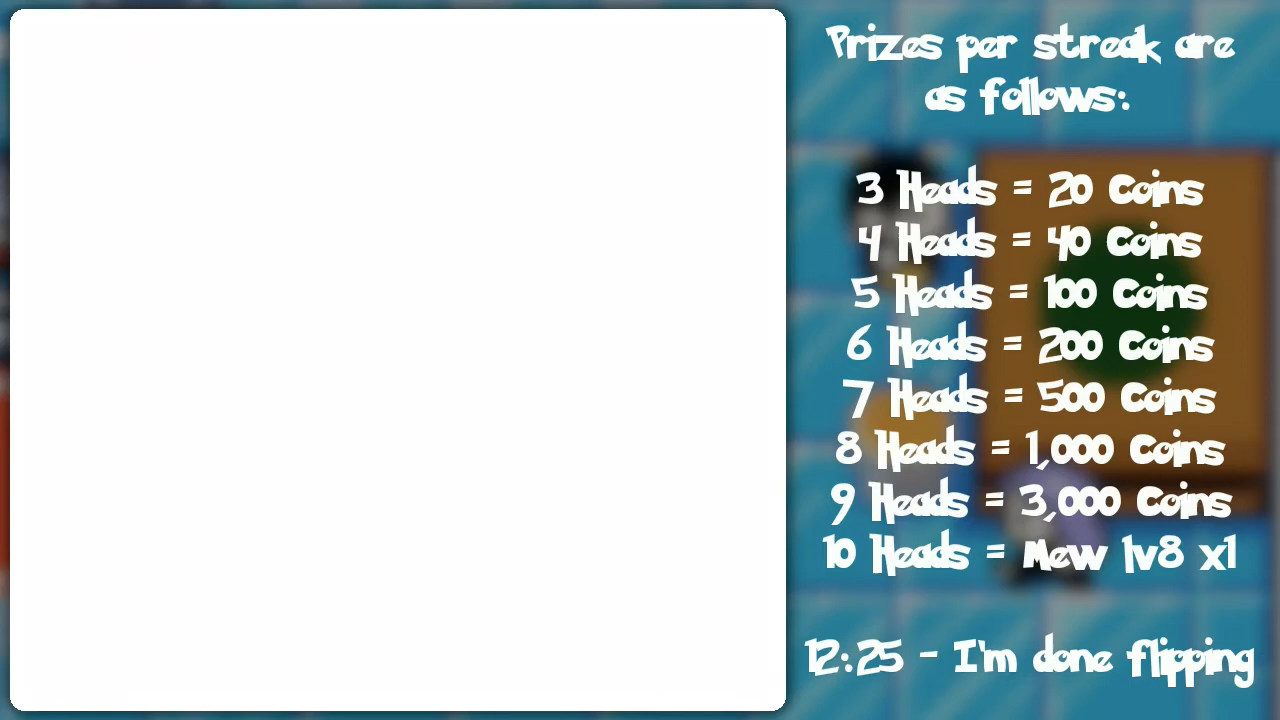 Prizes per streak are
as follows:
3 Heads = 20 Coins
4 Heads = 40 Coins
5 Heads = 100 Coins
6 Heads = 200 Coins
7 Heads = 500 Coins
8 Heads = 1,000 Coins
9 Heads = 3,000 Coins
10 Heads = Mew lv8 x1
12:25 - I'm done flipping